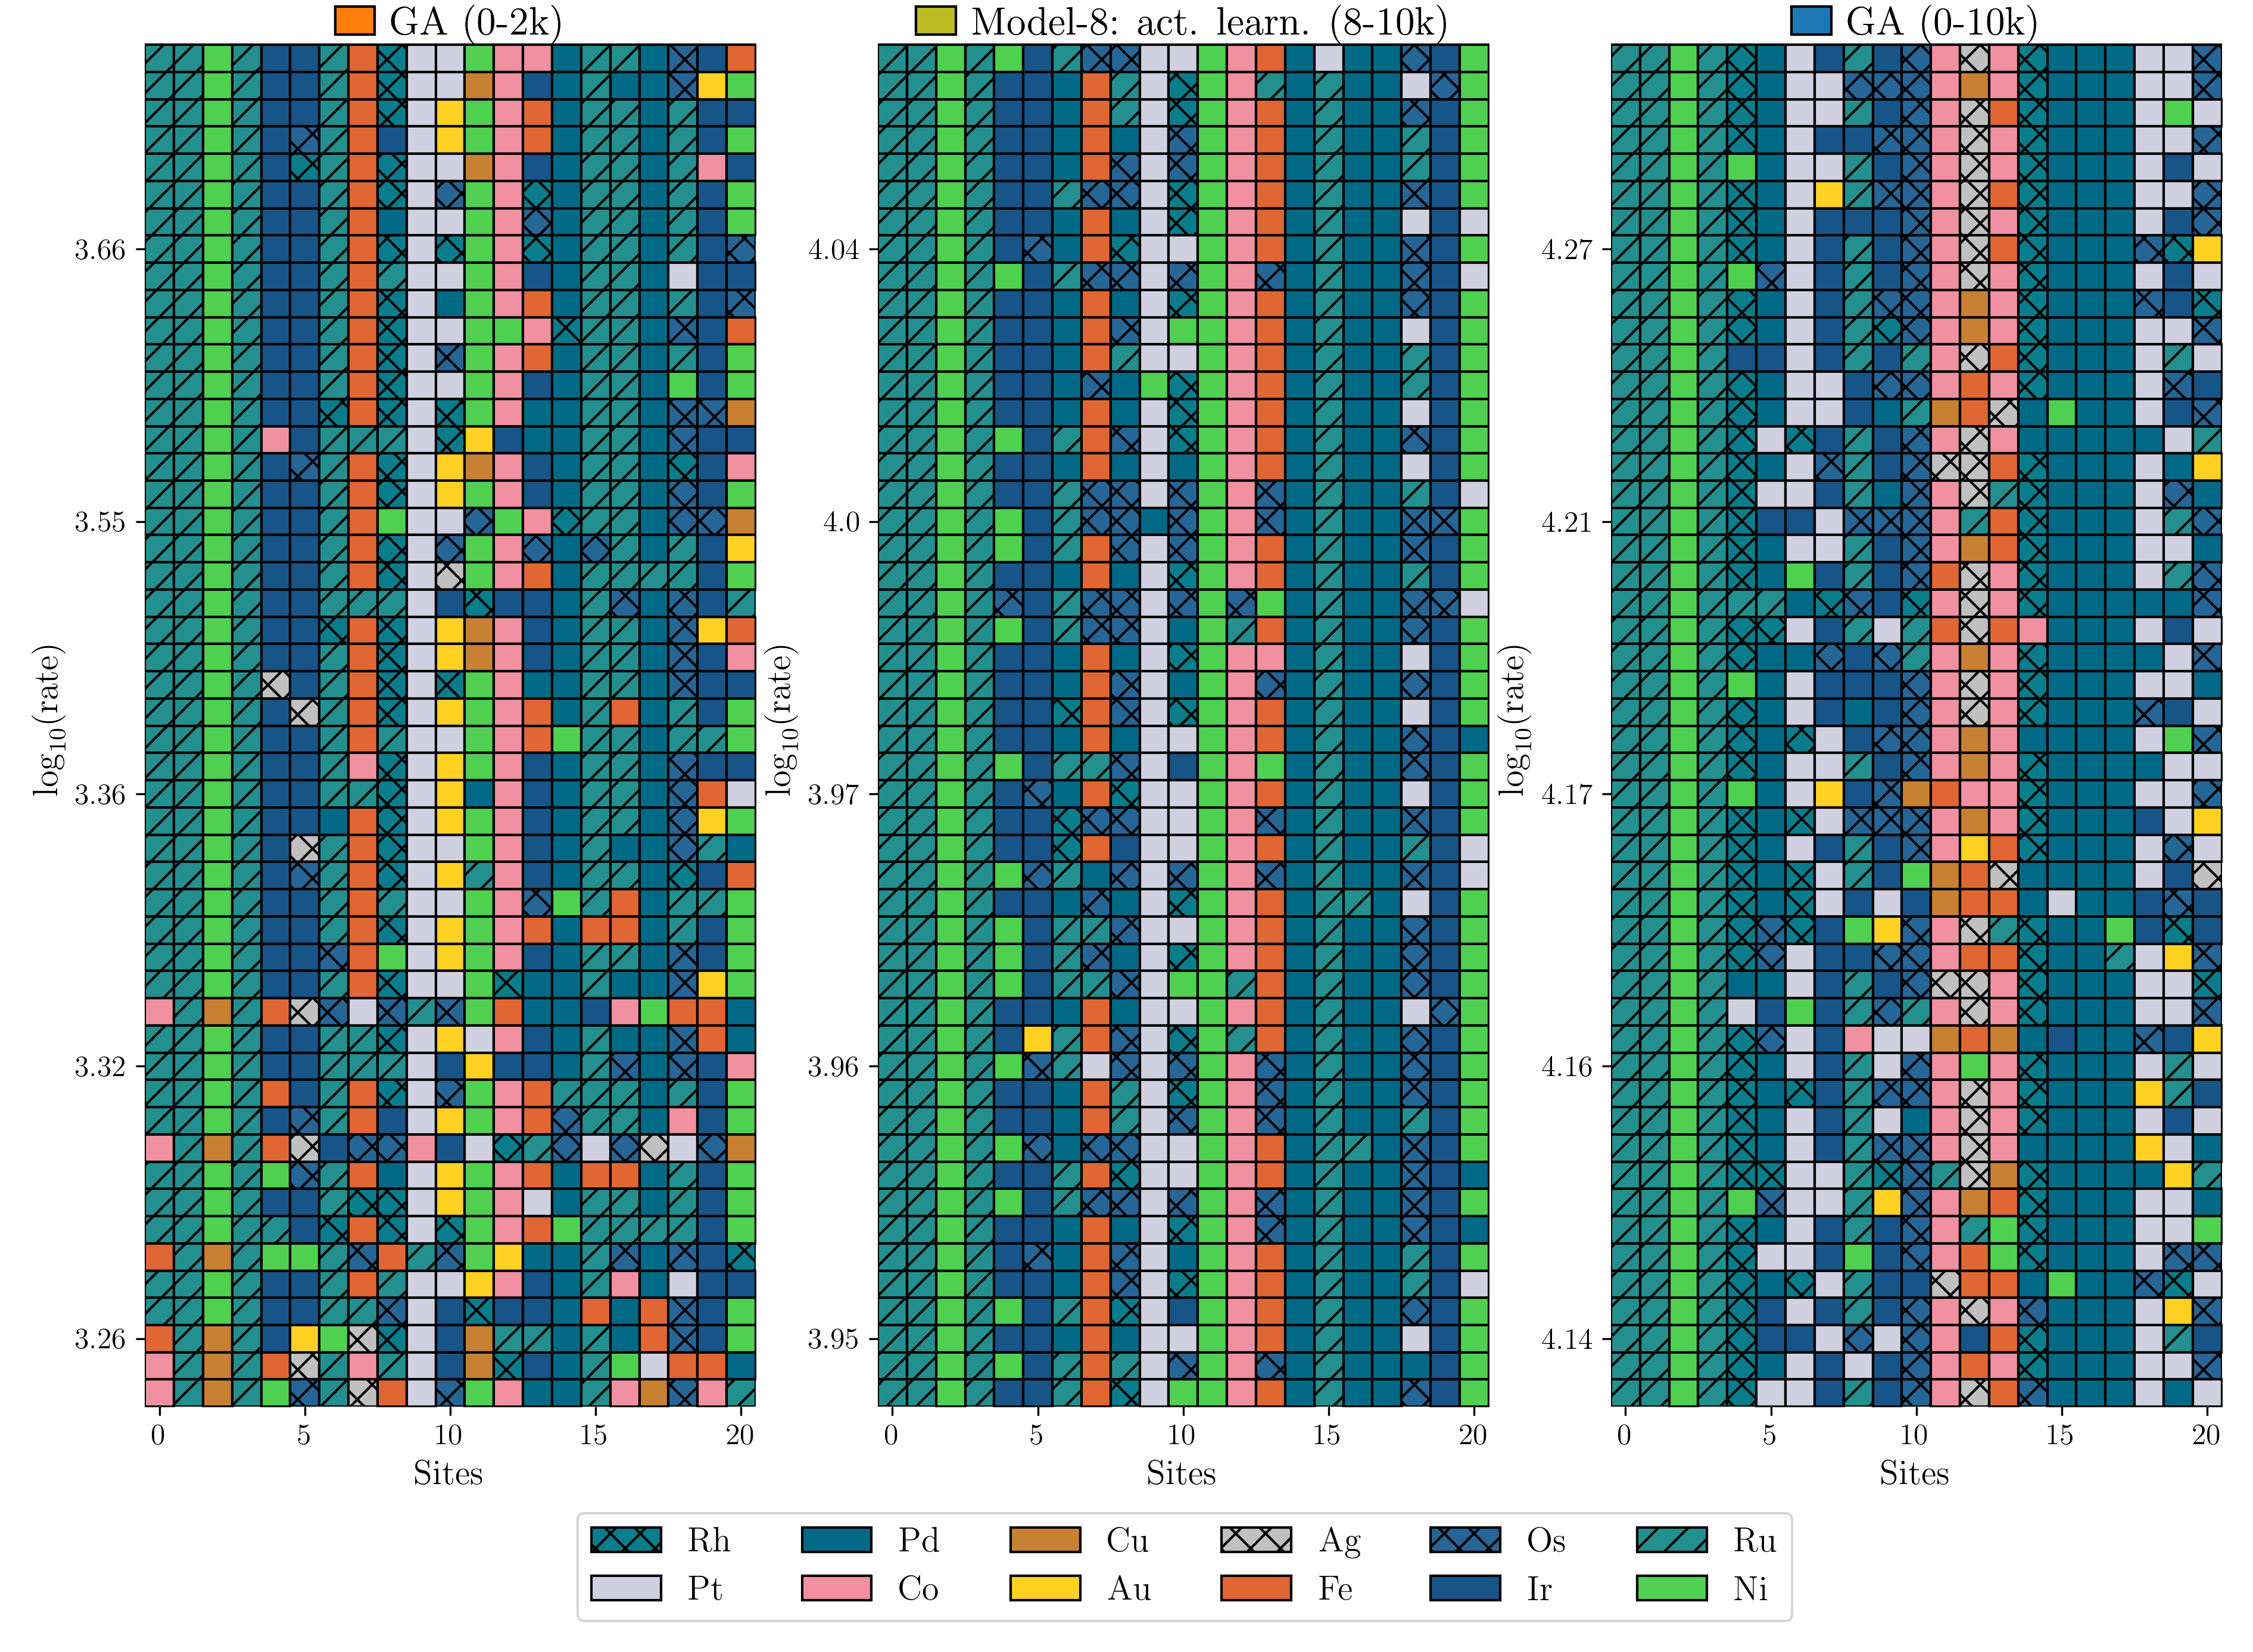 GA (0-2k)
Model-8: act. learn. (8-10k)
GA (0-10k)
log10(rate)
3.66
3.55
3.36
3.32
3.26
0 5 10 15 20
Sites
log10(rate)
4.04
4.0
3.97
3.96
3.95
0 5 10 15 20
Sites
log10(rate)
4.27
4.21
4.17
4.16
4.14
0 5 10 15 20
Sites
Rh Pd Cu Ag Os Ru
Pt Co Au Fe Ir Ni